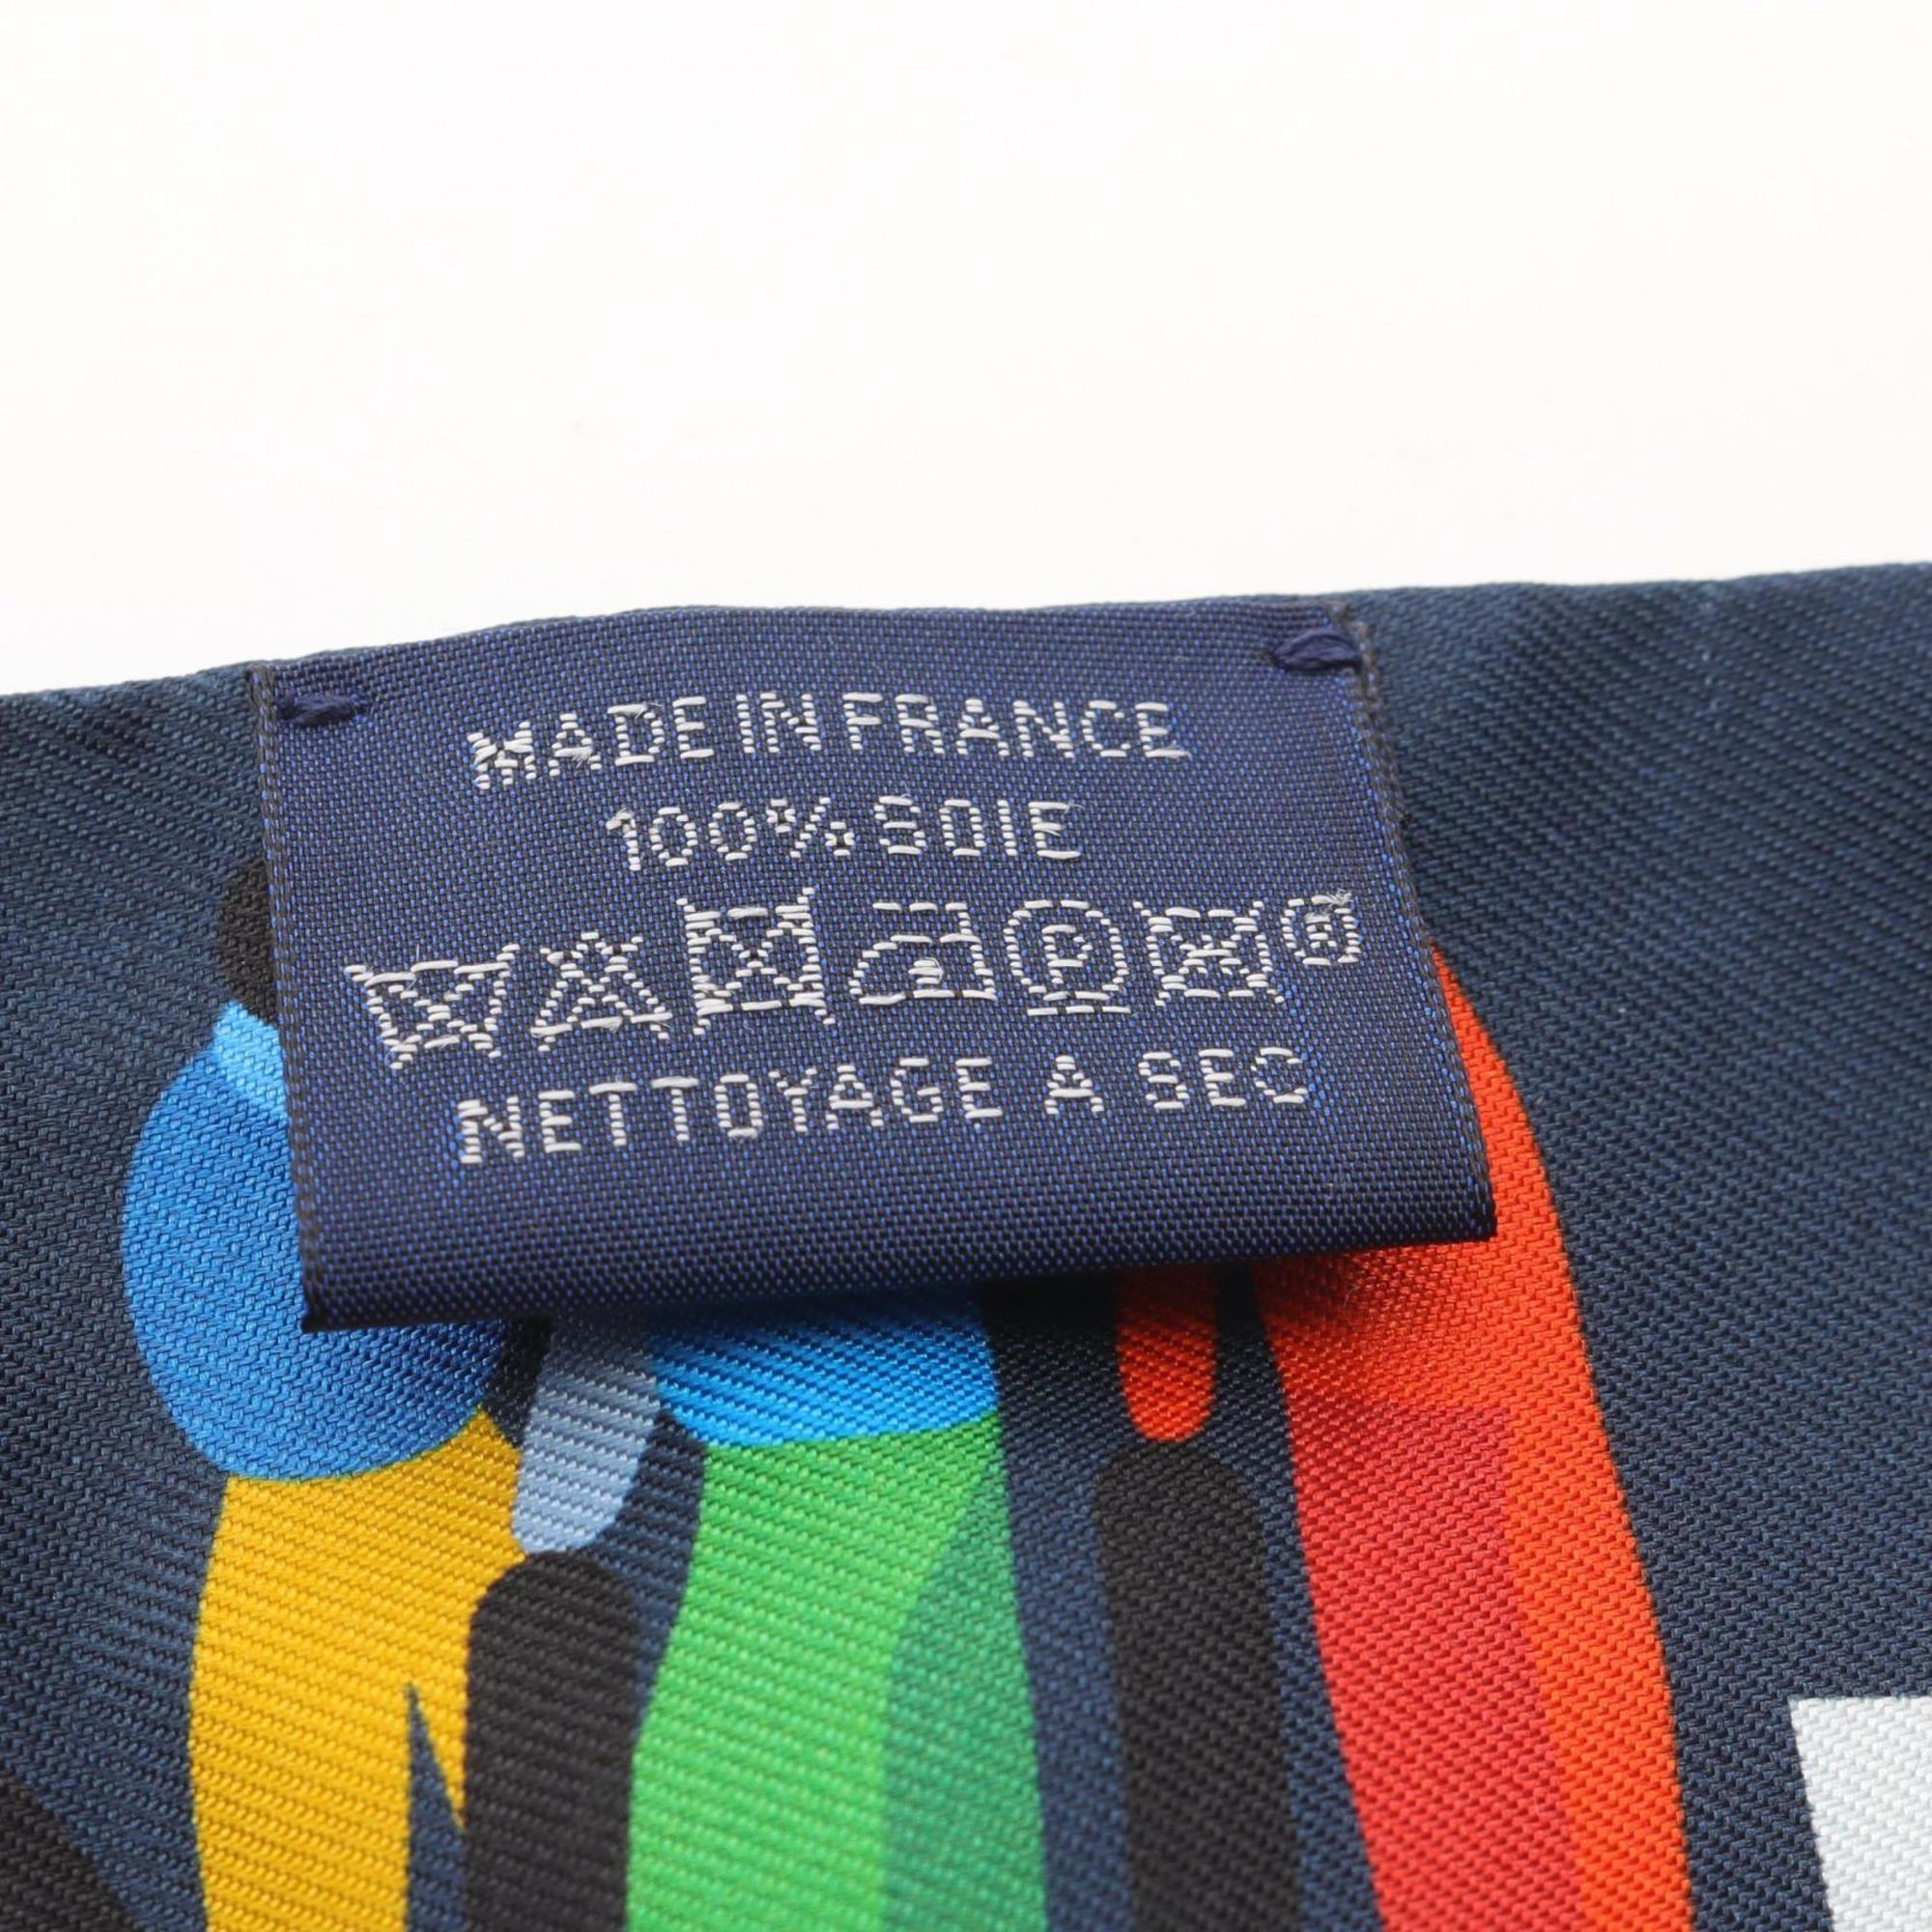 MADE IN FRANCE
100% SOIE
P
®
NETTOYAGE A SEC